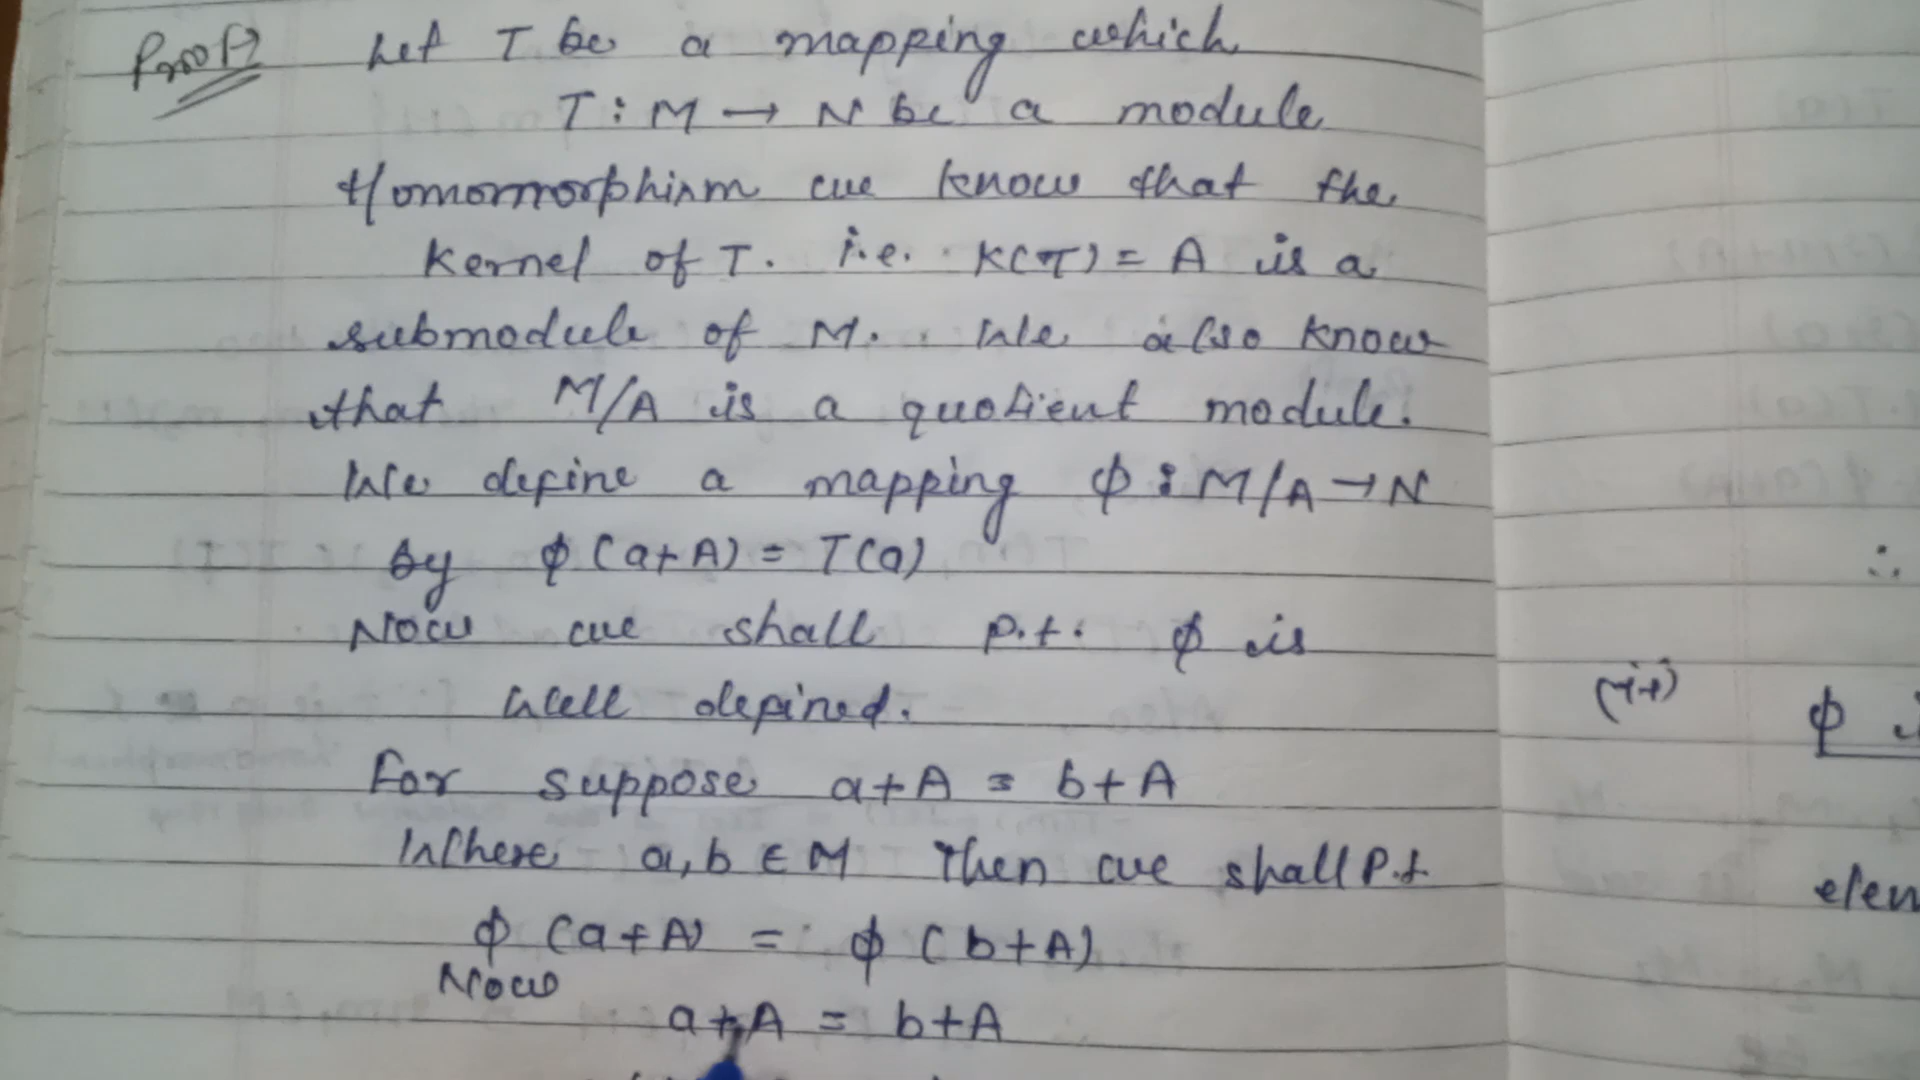 Proof:
Let T be a mapping which
T : M → N be a module
Homomorphism we know that the
Kernel of T. i.e. K(T) = A is a
submodule of M. We also know
that M/A is a quotient module.
We define a mapping ϕ : M/A → N
by ϕ (a+A) = T(a)
Now we shall p.t. ϕ is
well defined.
For suppose a+A = b+A
Where a,b ∈ M Then we shall P.t.
ϕ (a+A) = ϕ (b+A)
Now
a+A = b+A
∴
(ii) ϕ